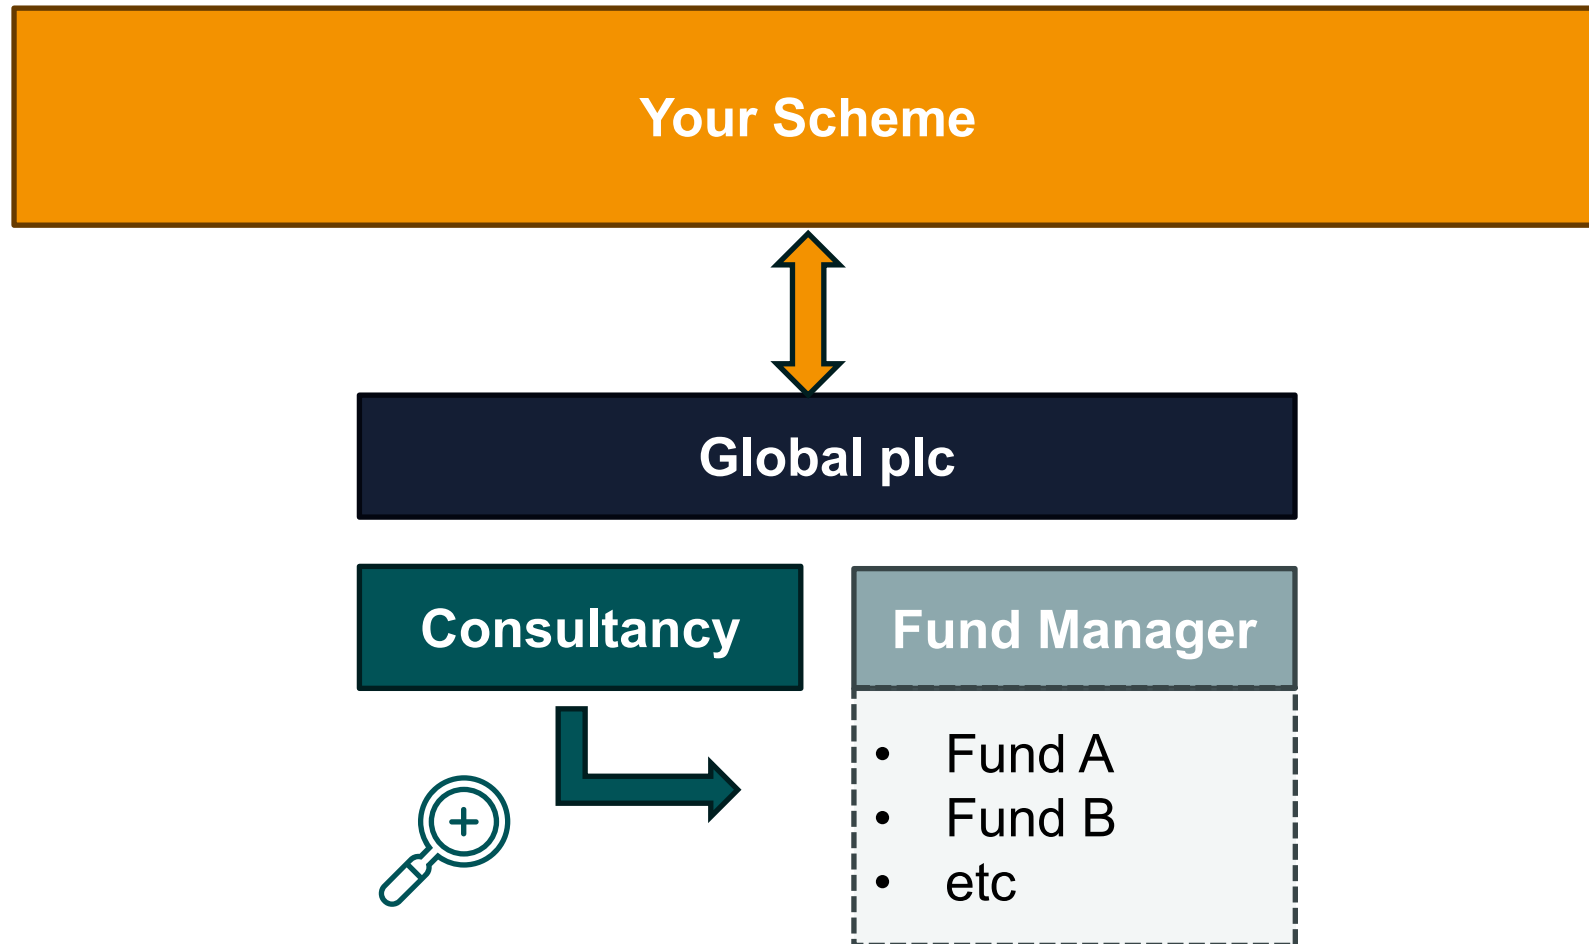 Your Scheme
Global plc
Consultancy
Fund Manager
• Fund A
• Fund B
• etc